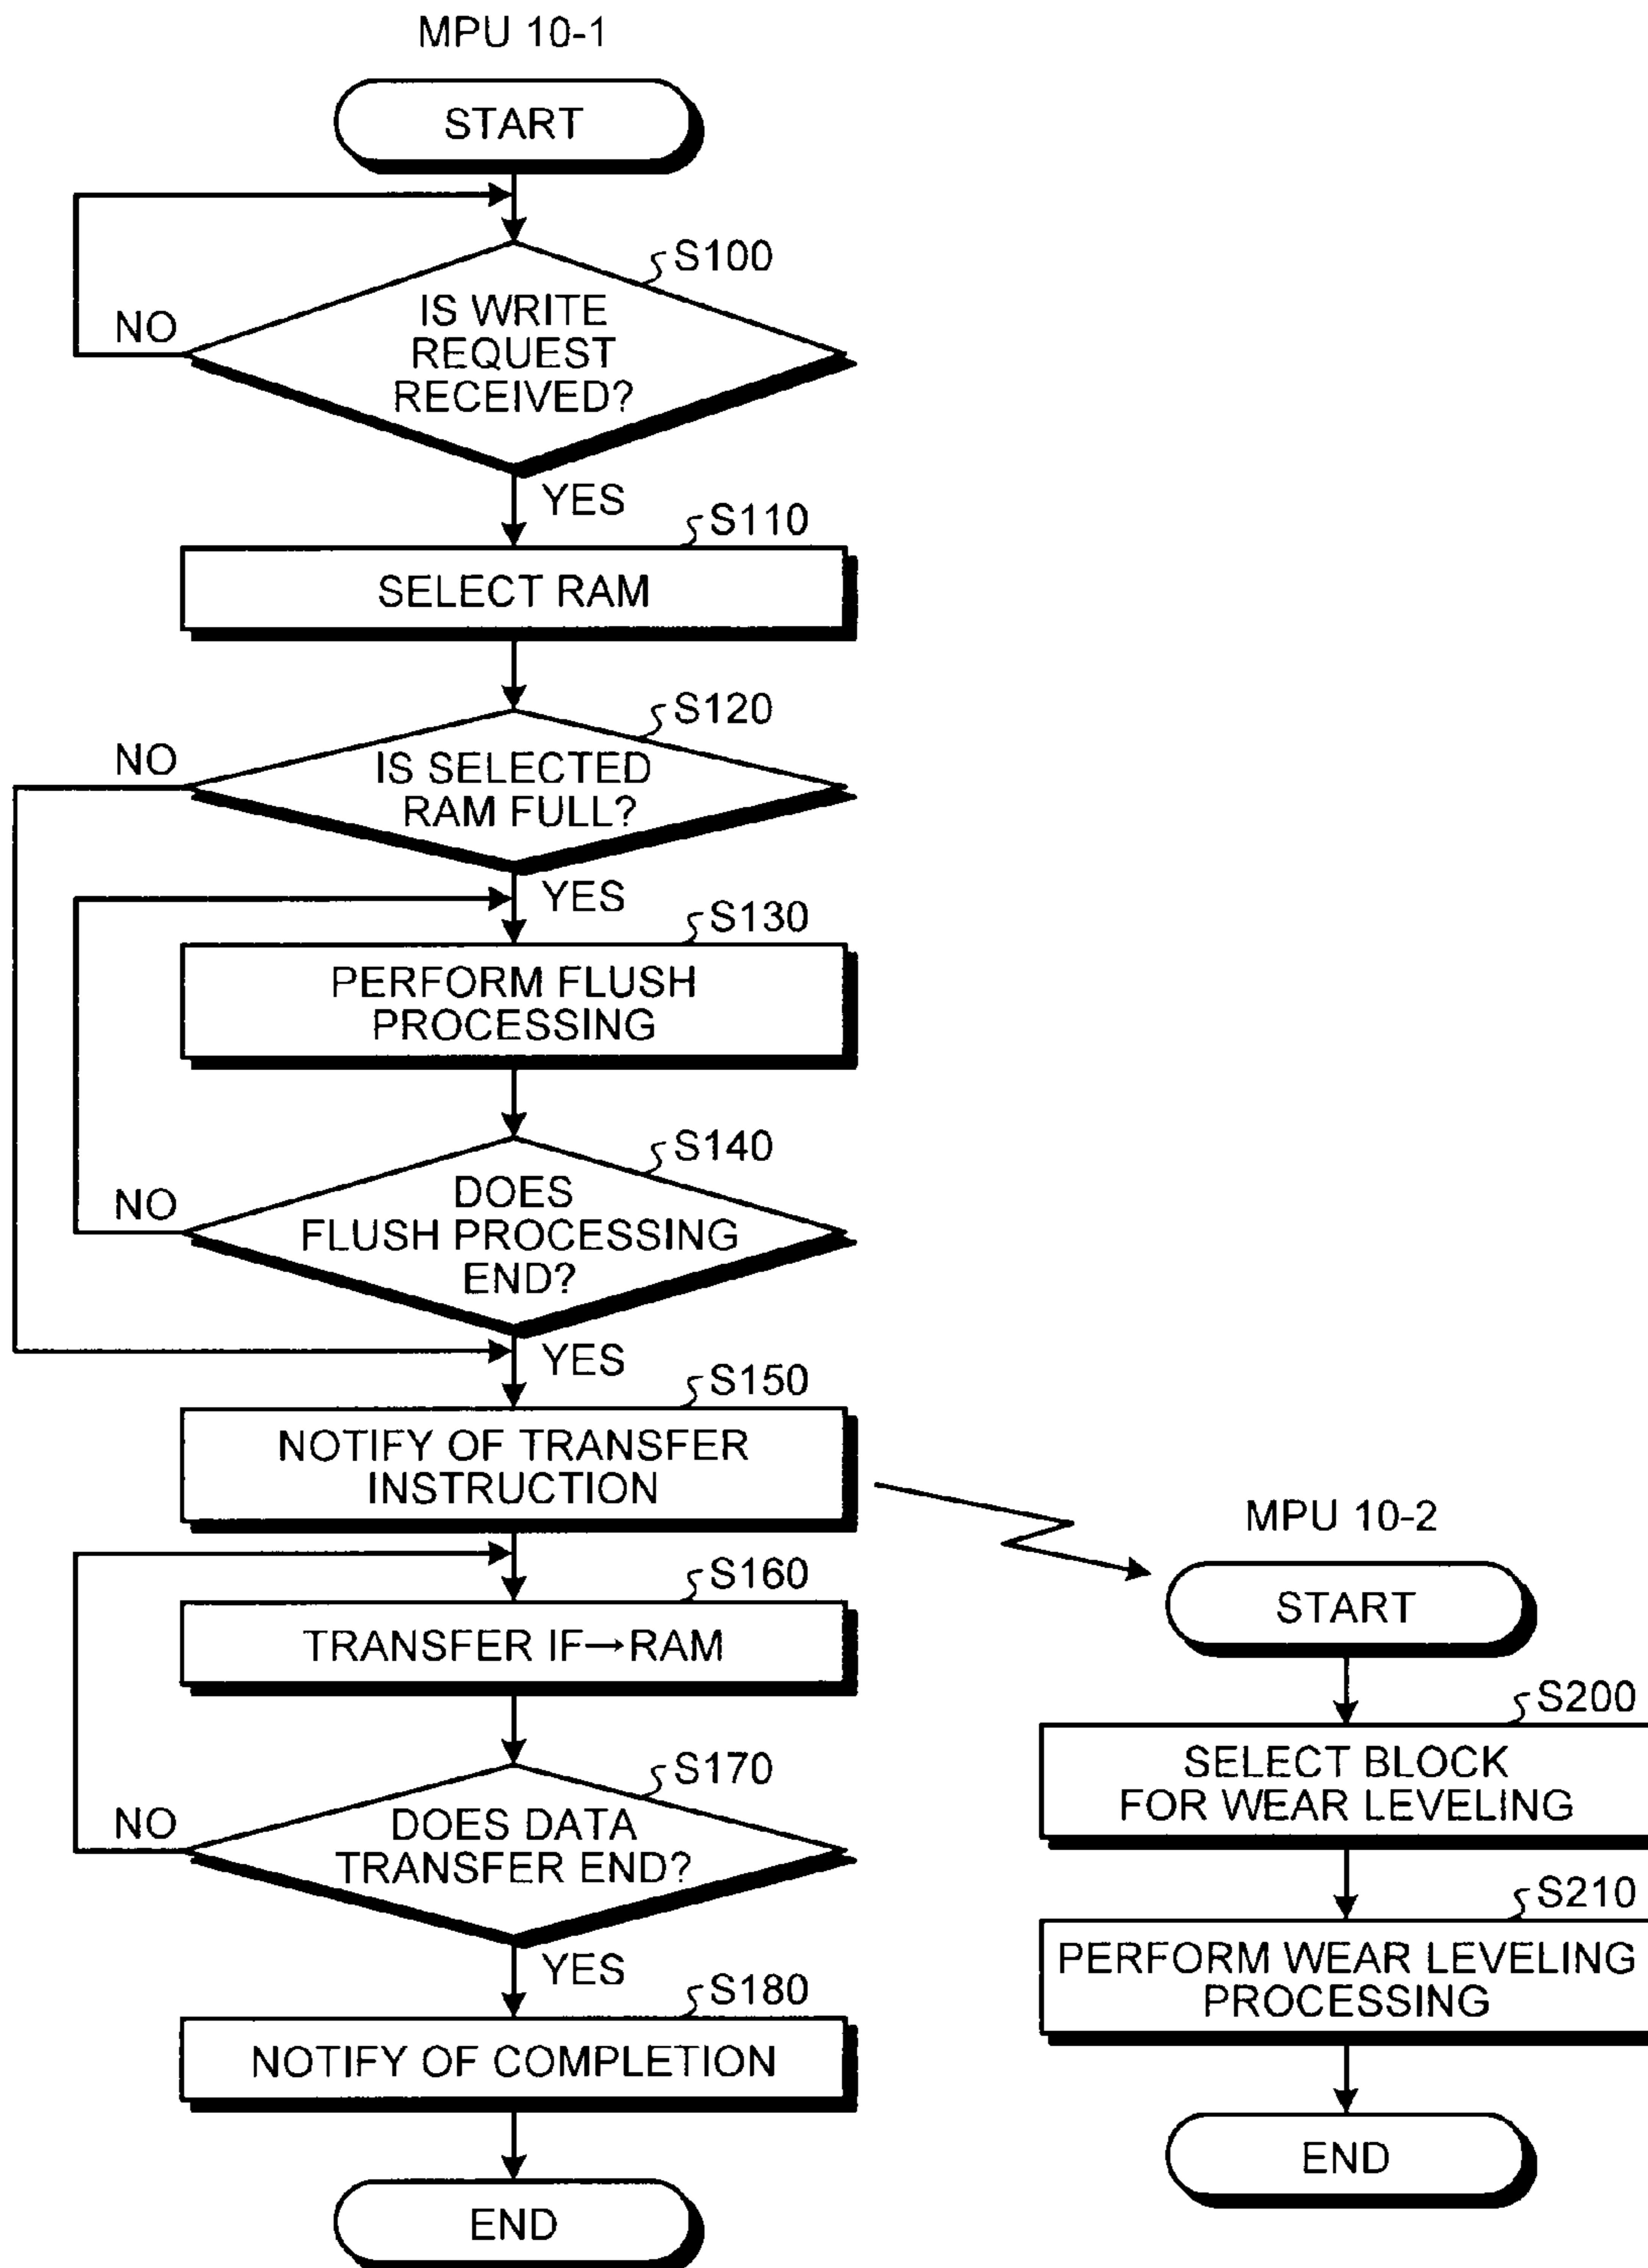 MPU 10-1
START
S100
IS WRITE
REQUEST
RECEIVED?
NO
YES
S110
SELECT RAM
S120
NO
IS SELECTED
RAM FULL?
YES
S130
PERFORM FLUSH
PROCESSING
S140
DOES
FLUSH PROCESSING
END?
NO
YES
S150
NOTIFY OF TRANSFER
INSTRUCTION
S160
TRANSFER IF→RAM
S170
NO
DOES DATA
TRANSFER END?
YES
S180
NOTIFY OF COMPLETION
END
MPU 10-2
START
S200
SELECT BLOCK
FOR WEAR LEVELING
S210
PERFORM WEAR LEVELING
PROCESSING
END